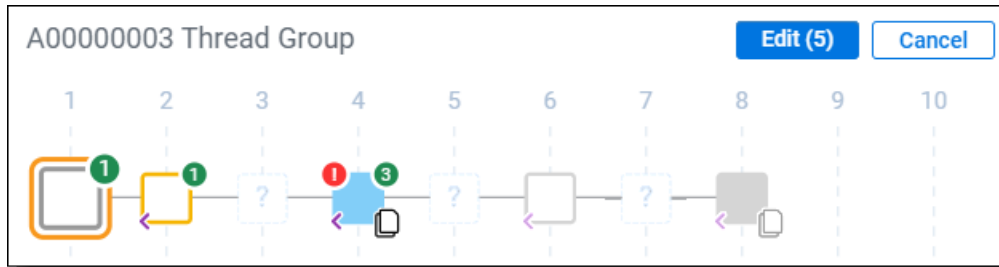 A00000003 Thread Group Edit (5) Cancel
1 2 3 4 5 6 7 8 9 10
1 1 ? ! 3 ? ?